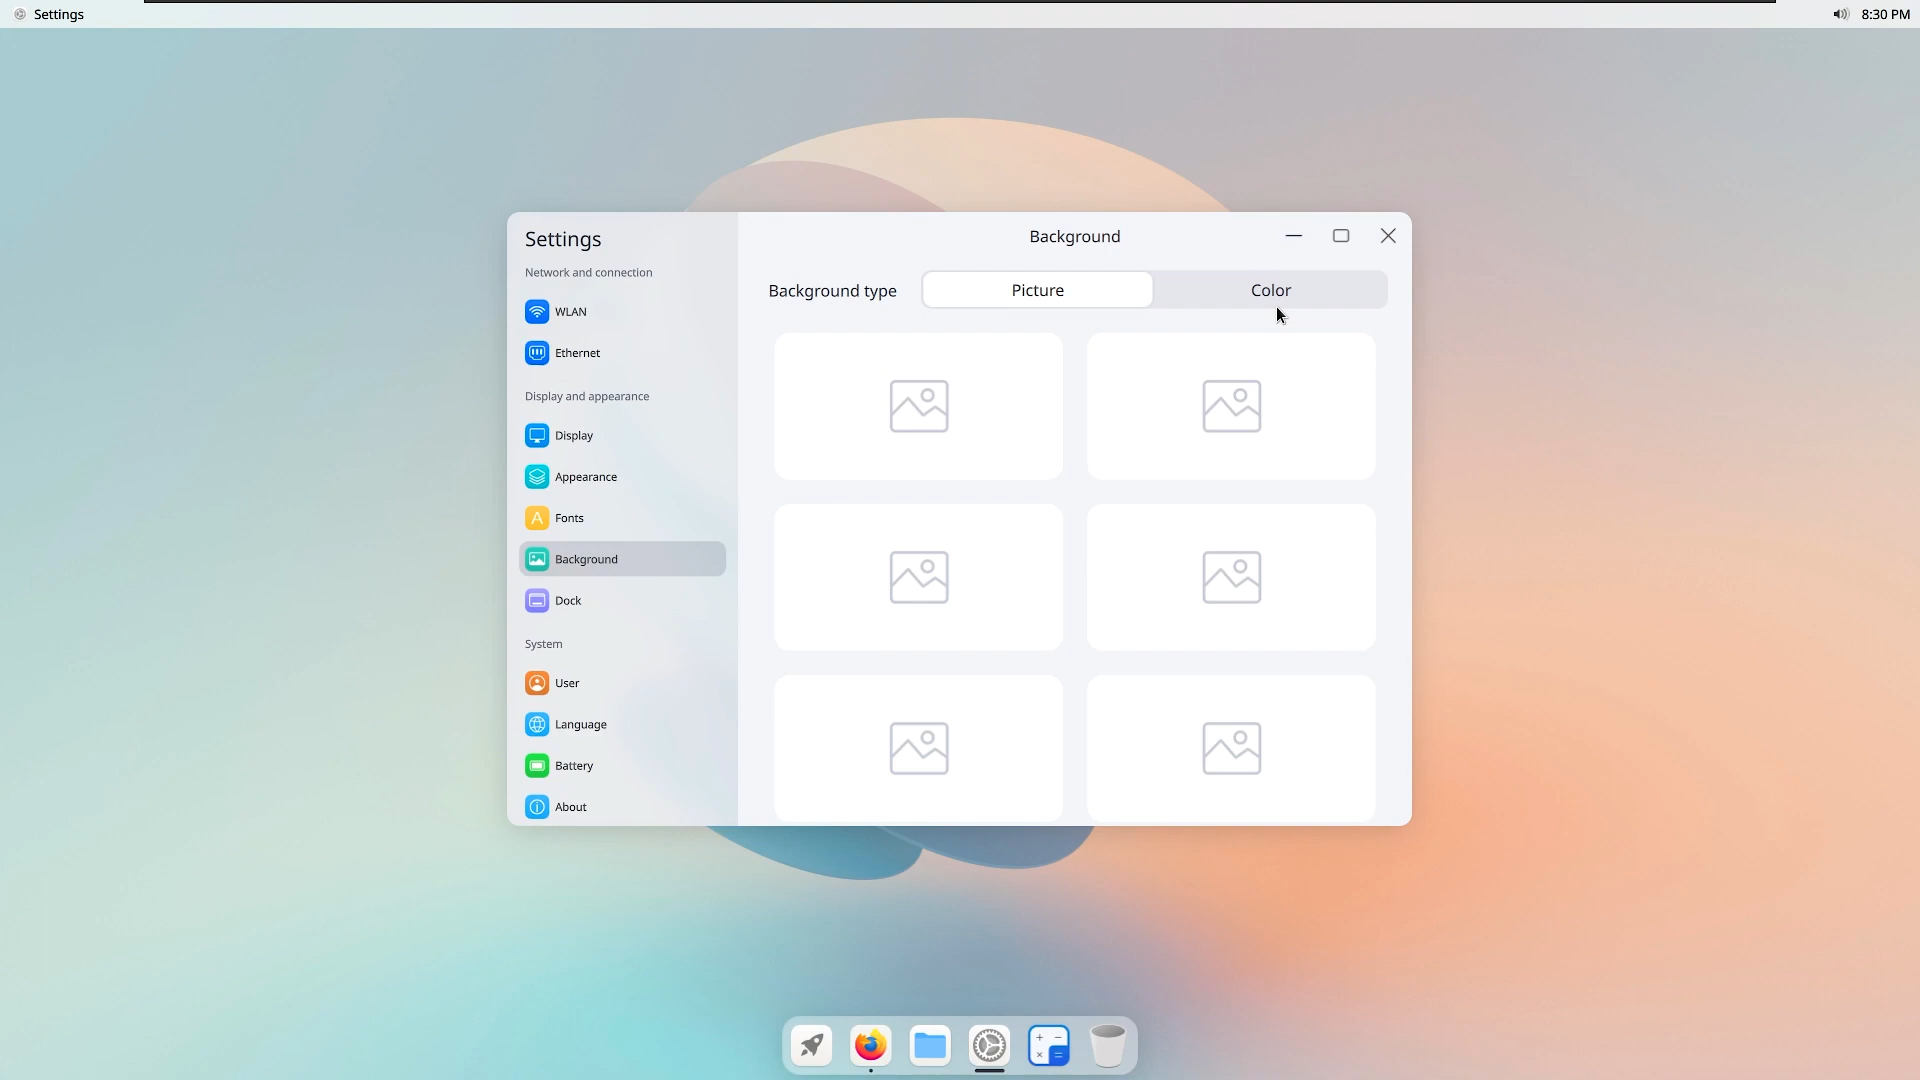 Settings
8:30 PM
Settings
Background
Network and connection
Background type
Picture
Color
WLAN
Ethernet
Display and appearance
Display
Appearance
Fonts
Background
Dock
System
User
Language
Battery
About